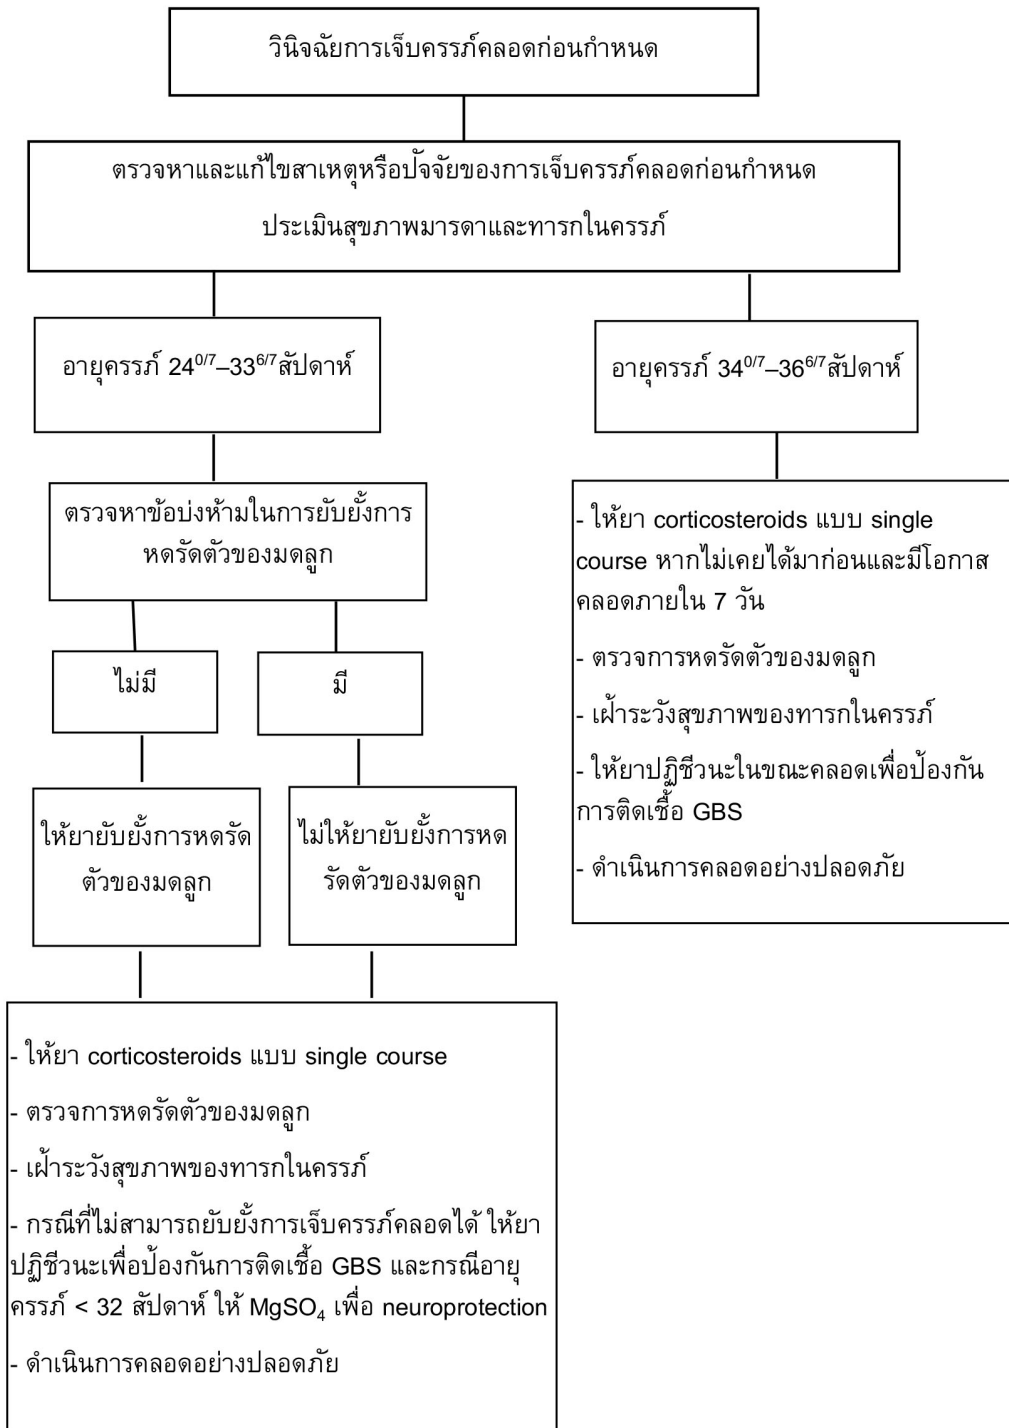 วินิจฉัยการเจ็บครรภ์คลอดก่อนกำหนด
ตรวจหาและแก้ไขสาเหตุหรือปัจจัยของการเจ็บครรภ์คลอดก่อนกำหนด
ประเมินสุขภาพมารดาและทารกในครรภ์
อายุครรภ์ 24⁰ᐟ⁷–33⁶ᐟ⁷สัปดาห์
ตรวจหาข้อบ่งห้ามในการยับยั้งการ
หดรัดตัวของมดลูก
ไม่มี
มี
ให้ยายับยั้งการหดรัด
ตัวของมดลูก
ไม่ให้ยายับยั้งการหด
รัดตัวของมดลูก
- ให้ยา corticosteroids แบบ single course
- ตรวจการหดรัดตัวของมดลูก
- เฝ้าระวังสุขภาพของทารกในครรภ์
- กรณีที่ไม่สามารถยับยั้งการเจ็บครรภ์คลอดได้ ให้ยา
ปฏิชีวนะเพื่อป้องกันการติดเชื้อ GBS และกรณีอายุ
ครรภ์ < 32 สัปดาห์ ให้ MgSO₄ เพื่อ neuroprotection
- ดำเนินการคลอดอย่างปลอดภัย
อายุครรภ์ 34⁰ᐟ⁷–36⁶ᐟ⁷สัปดาห์
- ให้ยา corticosteroids แบบ single
course หากไม่เคยได้มาก่อนและมีโอกาส
คลอดภายใน 7 วัน
- ตรวจการหดรัดตัวของมดลูก
- เฝ้าระวังสุขภาพของทารกในครรภ์
- ให้ยาปฏิชีวนะในขณะคลอดเพื่อป้องกัน
การติดเชื้อ GBS
- ดำเนินการคลอดอย่างปลอดภัย